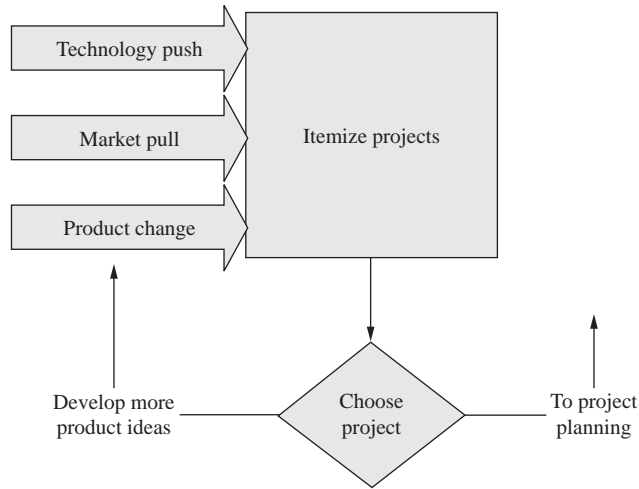 Technology push
Market pull
Itemize projects
Product change
Develop more
product ideas
Choose
project
To project
planning